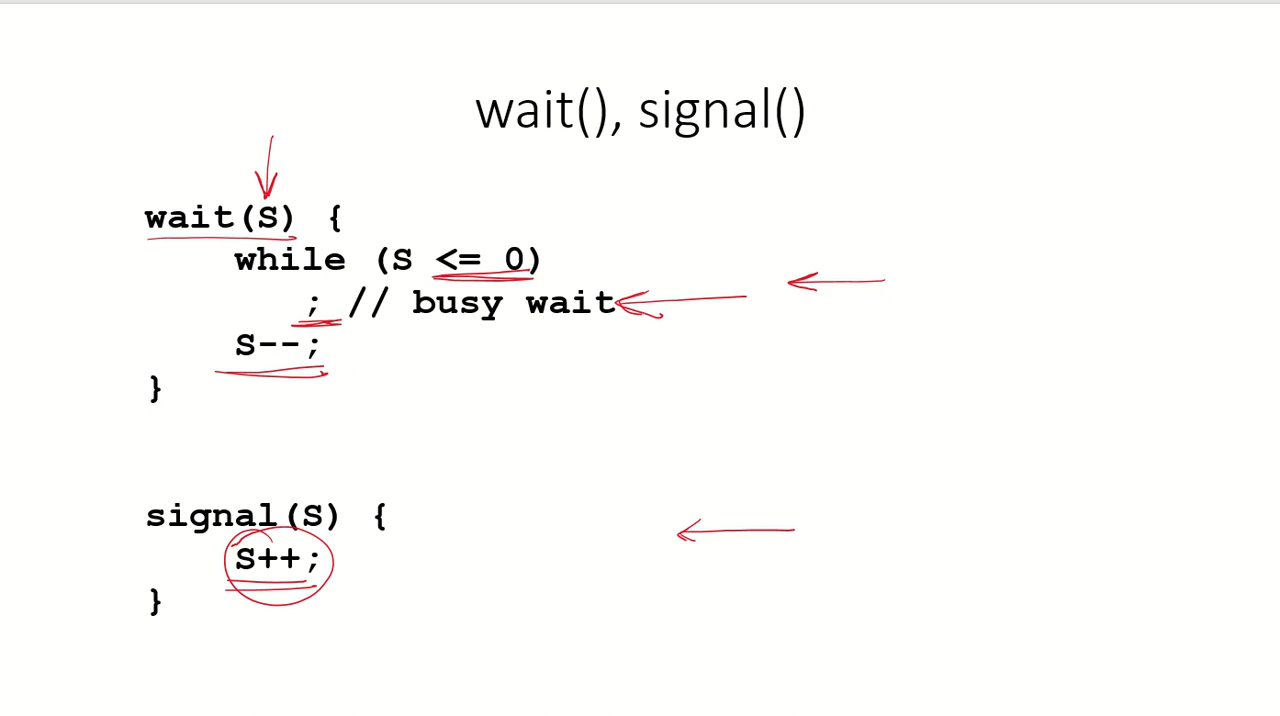 wait(), signal()
wait(S) {
while (S <= 0)
; // busy wait
S--;
}
signal(S) {
S++;
}